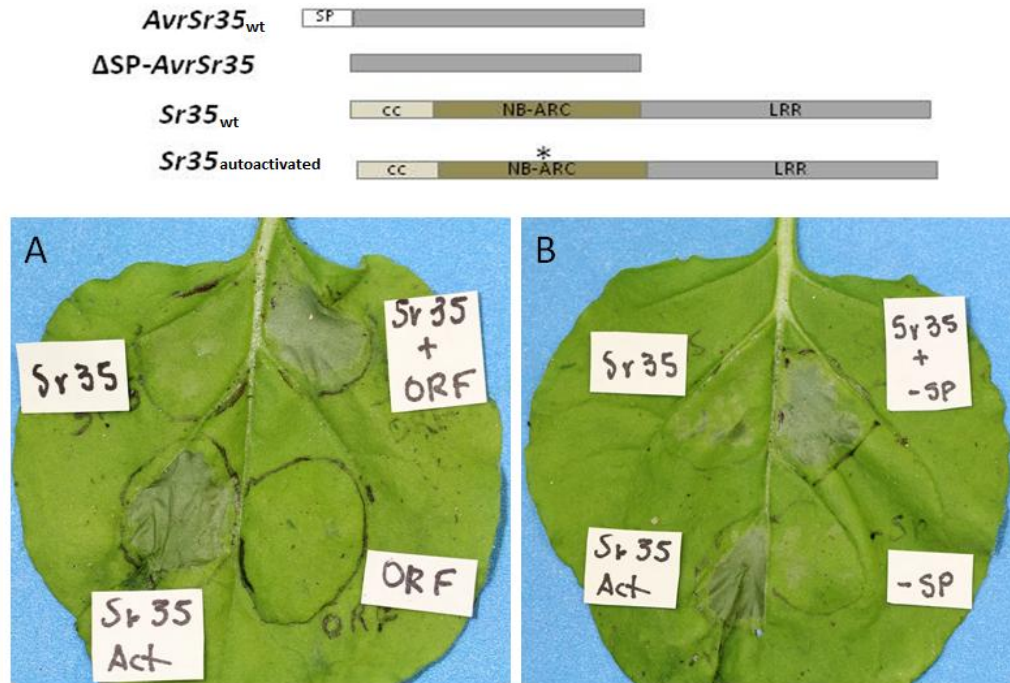 AvrSr35wt
SP
ΔSP-AvrSr35
Sr35wt
CC NB-ARC LRR
Sr35autoactivated
*
CC NB-ARC LRR
A
Sr35
Sr35
+
ORF
Sr35
Act
ORF
ORF
B
Sr35
Sr35
+
-SP
Sr35
Act
-SP